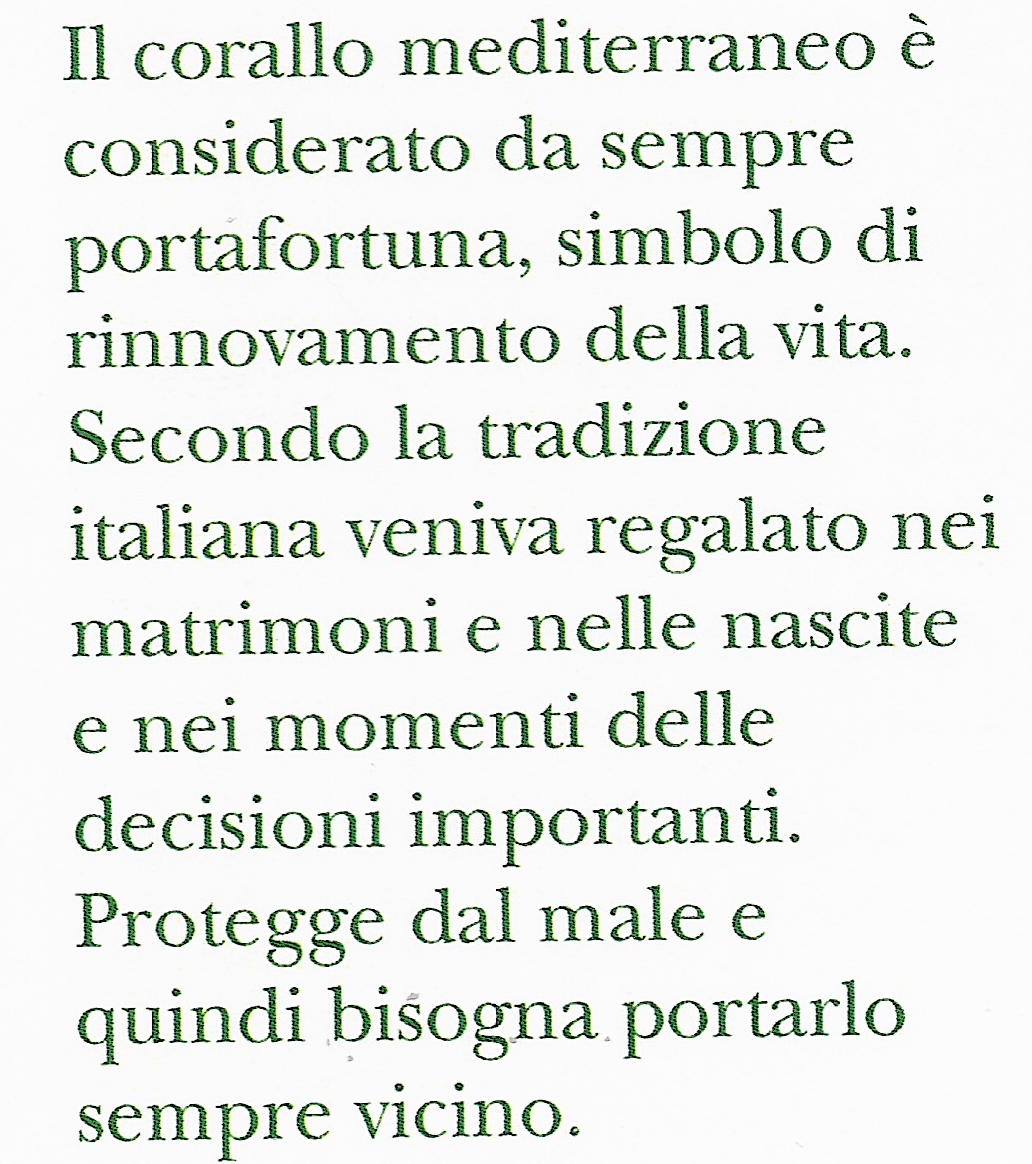 Il corallo mediterraneo è
considerato da sempre
portafortuna, simbolo di
rinnovamento della vita.
Secondo la tradizione
italiana veniva regalato nei
matrimoni e nelle nascite
e nei momenti delle
decisioni importanti.
Protegge dal male e
quindi bisogna portarlo
sempre vicino.